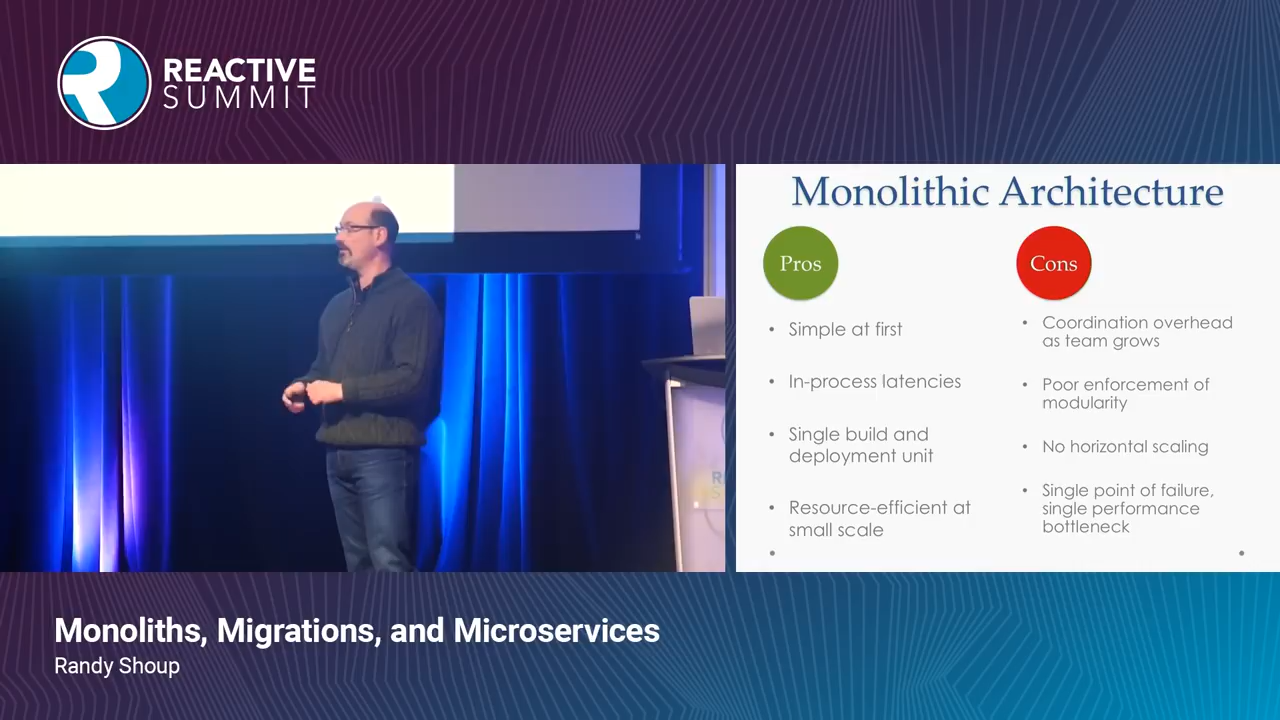 REACTIVE
SUMMIT
Monolithic Architecture
Pros
• Simple at first
• In-process latencies
• Single build and
deployment unit
• Resource-efficient at
small scale
•
Cons
• Coordination overhead
as team grows
• Poor enforcement of
modularity
• No horizontal scaling
• Single point of failure,
single performance
bottleneck
•
Monoliths, Migrations, and Microservices
Randy Shoup